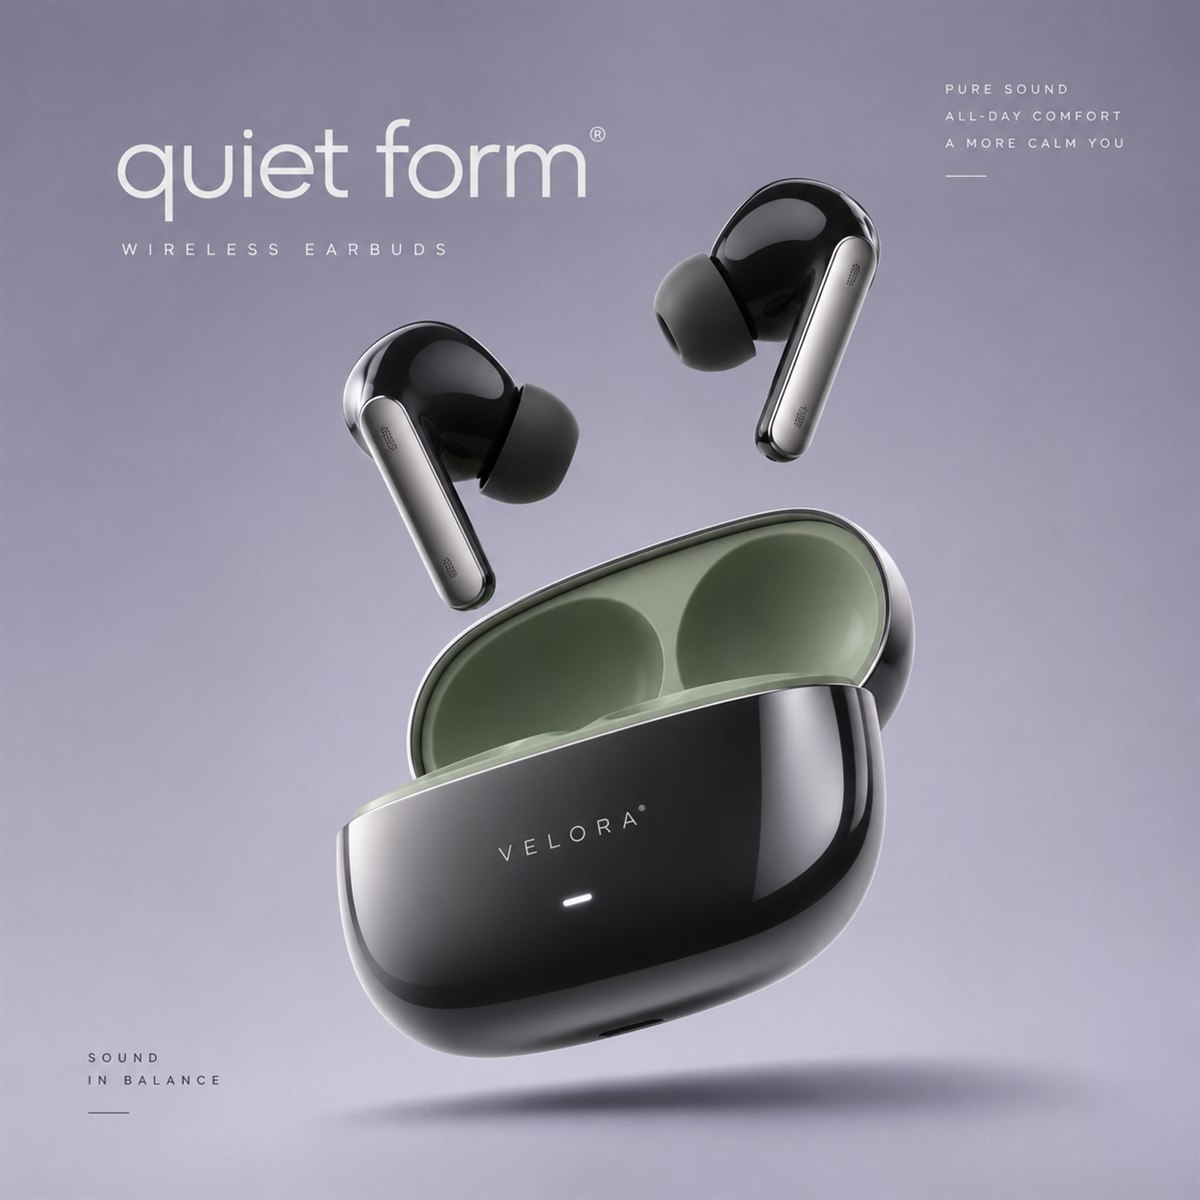 quiet form®
WIRELESS EARBUDS
PURE SOUND
ALL-DAY COMFORT
A MORE CALM YOU
VELORA®
SOUND
IN BALANCE